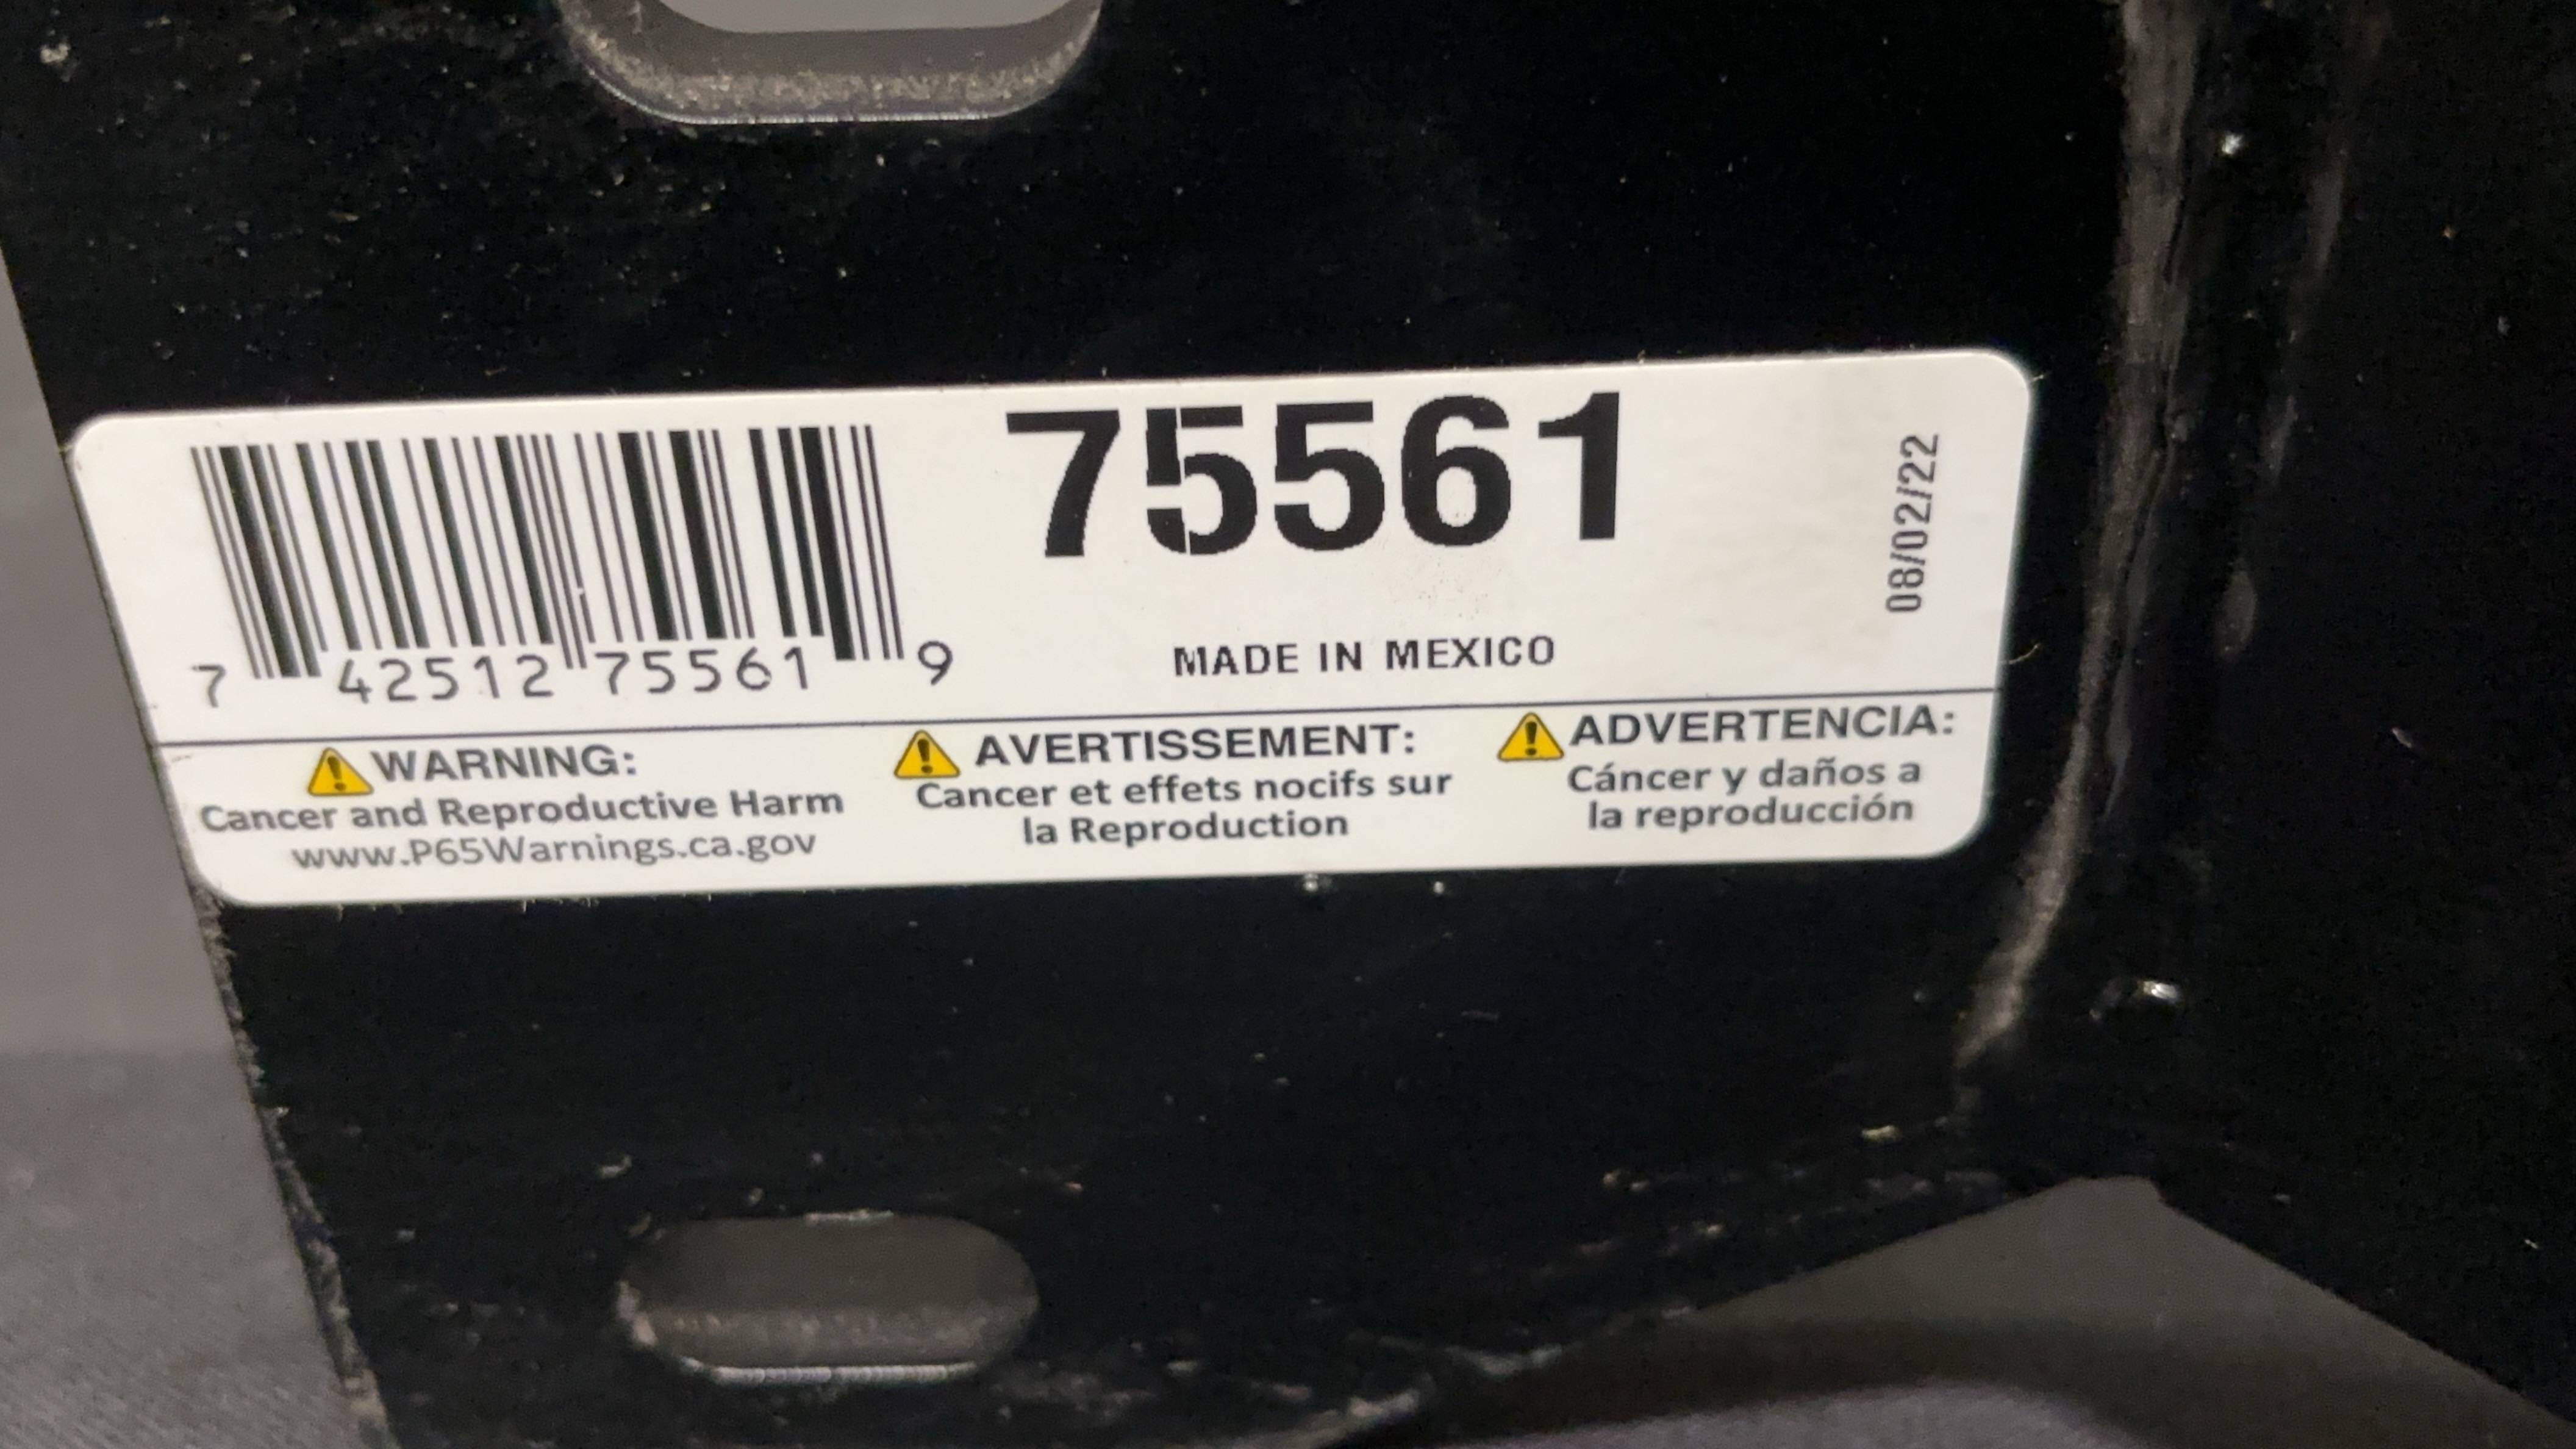 75561
08/02/22
7 42512 75561 9
MADE IN MEXICO
WARNING:
Cancer and Reproductive Harm
www.P65Warnings.ca.gov
AVERTISSEMENT:
Cancer et effets nocifs sur
la Reproduction
ADVERTENCIA:
Cáncer y daños a
la reproducción